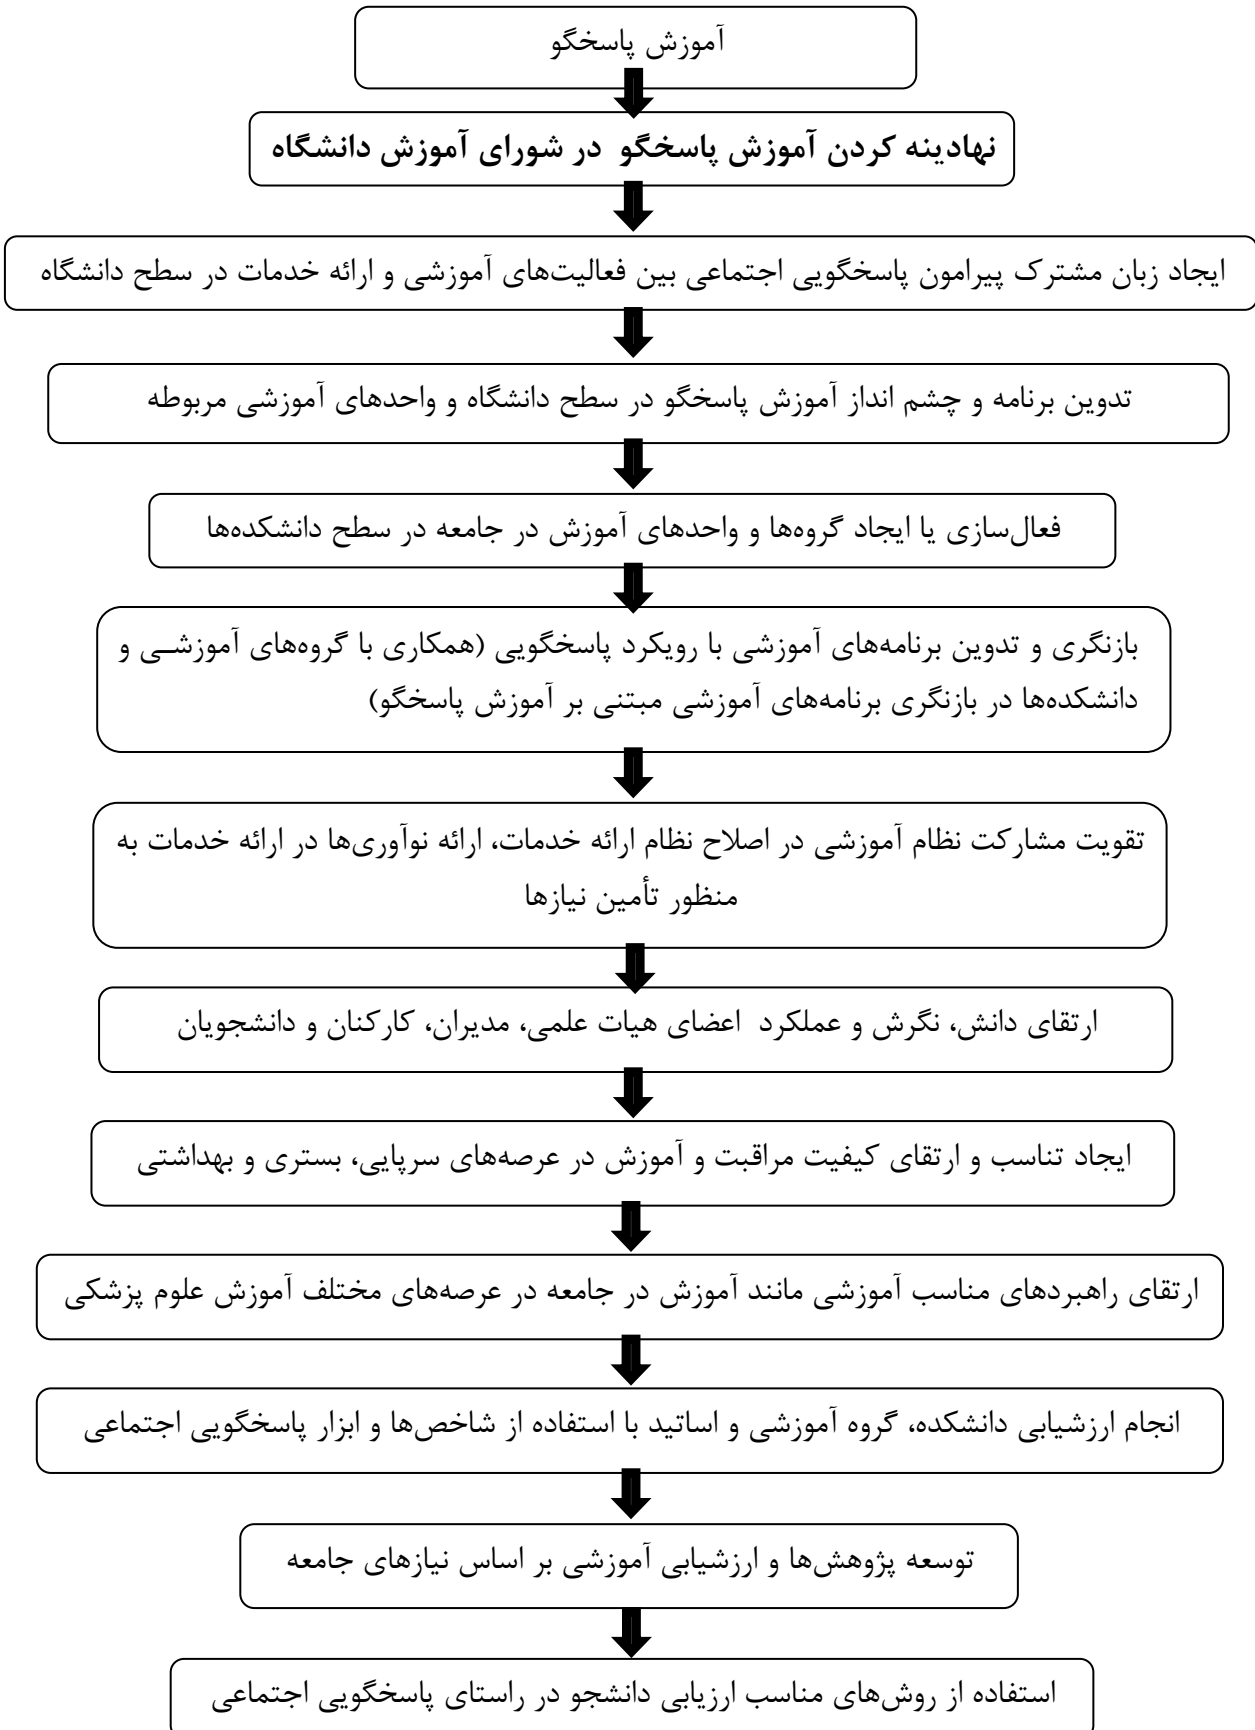 آموزش پاسخگو
نهادینه کردن آموزش پاسخگو در شورای آموزش دانشگاه
ایجاد زبان مشترک پیرامون پاسخگویی اجتماعی بین فعالیت‌های آموزشی و ارائه خدمات در سطح دانشگاه
تدوین برنامه و چشم انداز آموزش پاسخگو در سطح دانشگاه و واحدهای آموزشی مربوطه
فعال‌سازی یا ایجاد گروه‌ها و واحدهای آموزش در جامعه در سطح دانشکده‌ها
بازنگری و تدوین برنامه‌های آموزشی با رویکرد پاسخگویی (همکاری با گروه‌های آموزشی و
دانشکده‌ها در بازنگری برنامه‌های آموزشی مبتنی بر آموزش پاسخگو)
تقویت مشارکت نظام آموزشی در اصلاح نظام ارائه خدمات، ارائه نوآوری‌ها در ارائه خدمات به
منظور تأمین نیازها
ارتقای دانش، نگرش و عملکرد اعضای هیات علمی، مدیران، کارکنان و دانشجویان
ایجاد تناسب و ارتقای کیفیت مراقبت و آموزش در عرصه‌های سرپایی، بستری و بهداشتی
ارتقای راهبردهای مناسب آموزشی مانند آموزش در جامعه در عرصه‌های مختلف آموزش علوم پزشکی
انجام ارزشیابی دانشکده، گروه آموزشی و اساتید با استفاده از شاخص‌ها و ابزار پاسخگویی اجتماعی
توسعه پژوهش‌ها و ارزشیابی آموزشی بر اساس نیازهای جامعه
استفاده از روش‌های مناسب ارزیابی دانشجو در راستای پاسخگویی اجتماعی